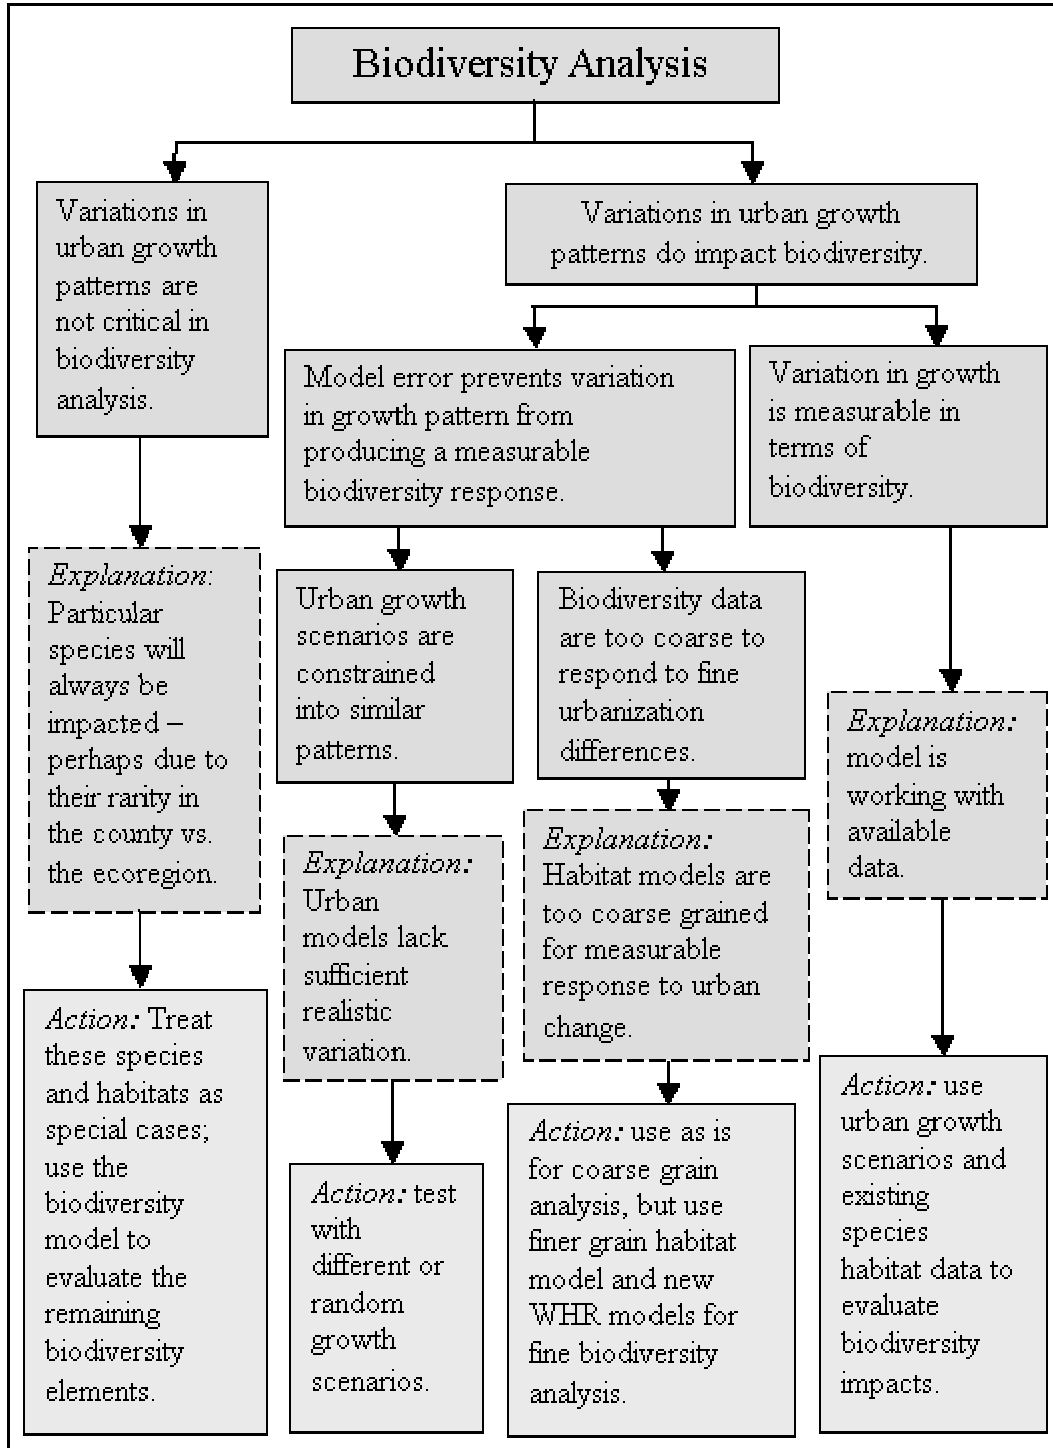 Biodiversity Analysis
Variations in
urban growth
patterns are
not critical in
biodiversity
analysis.
Variations in urban growth
patterns do impact biodiversity.
Model error prevents variation
in growth pattern from
producing a measurable
biodiversity response.
Variation in growth
is measurable in
terms of
biodiversity.
Explanation:
Particular
species will
always be
impacted –
perhaps due to
their rarity in
the county vs.
the ecoregion.
Urban growth
scenarios are
constrained
into similar
patterns.
Biodiversity data
are too coarse to
respond to fine
urbanization
differences.
Explanation:
model is
working with
available
data.
Explanation:
Urban
models lack
sufficient
realistic
variation.
Explanation:
Habitat models are
too coarse grained
for measurable
response to urban
change.
Action: Treat
these species
and habitats as
special cases;
use the
biodiversity
model to
evaluate the
remaining
biodiversity
elements.
Action: test
with
different or
random
growth
scenarios.
Action: use as is
for coarse grain
analysis, but use
finer grain habitat
model and new
WHR models for
fine biodiversity
analysis.
Action: use
urban growth
scenarios and
existing
species
habitat data to
evaluate
biodiversity
impacts.